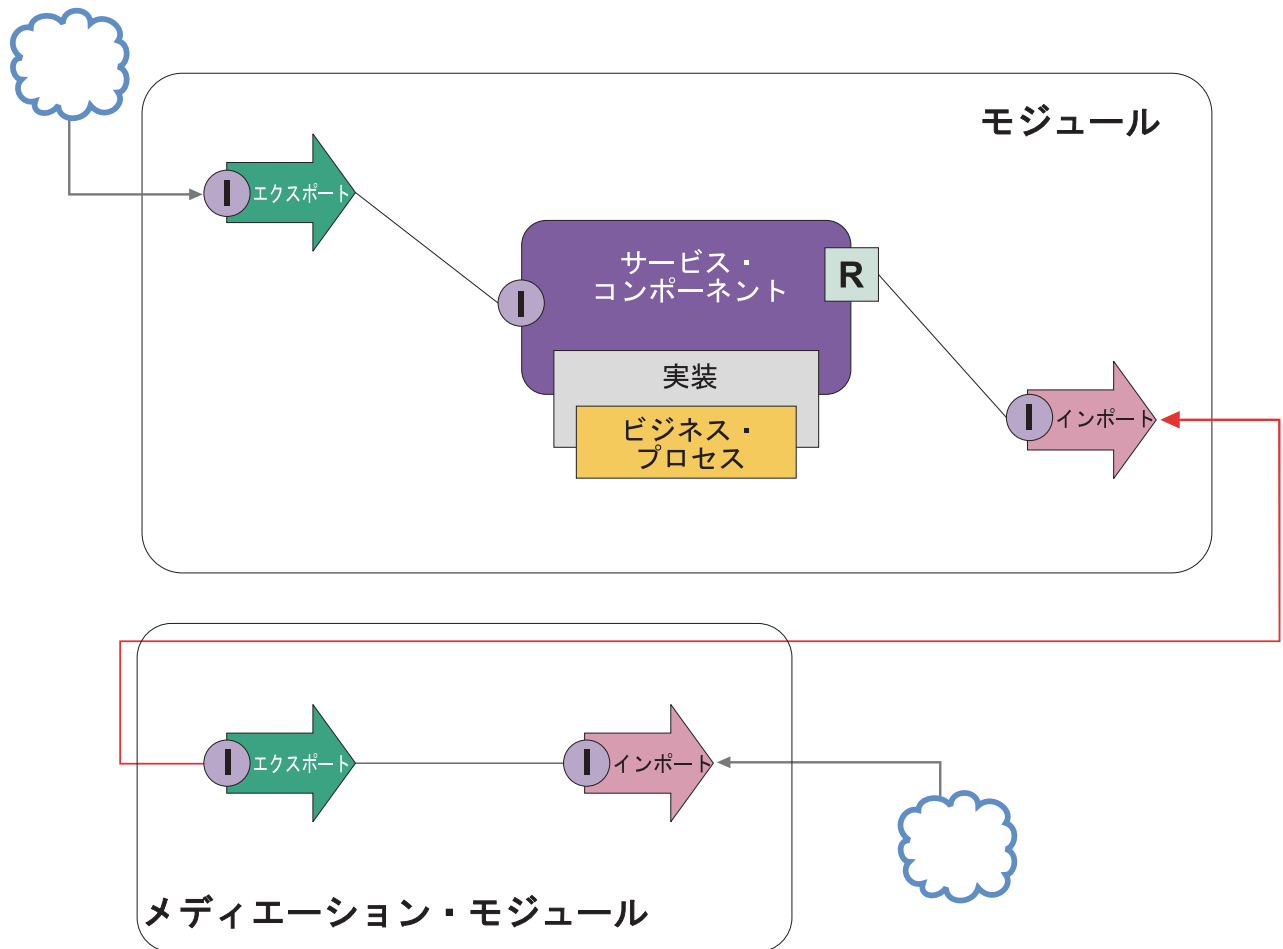 モジュール
I
エクスポート
I
サービス・
コンポーネント
R
実装
ビジネス・
プロセス
I
インポート
I
エクスポート
I
インポート
メディエーション・モジュール